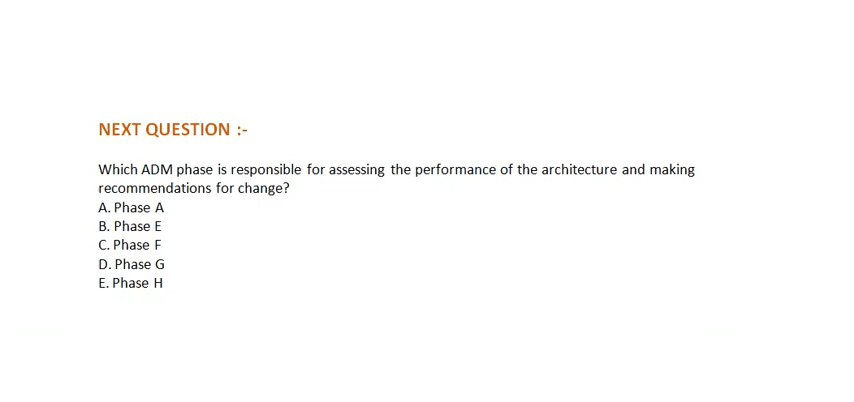 NEXT QUESTION :-
Which ADM phase is responsible for assessing the performance of the architecture and making
recommendations for change?
A. Phase A
B. Phase E
C. Phase F
D. Phase G
E. Phase H